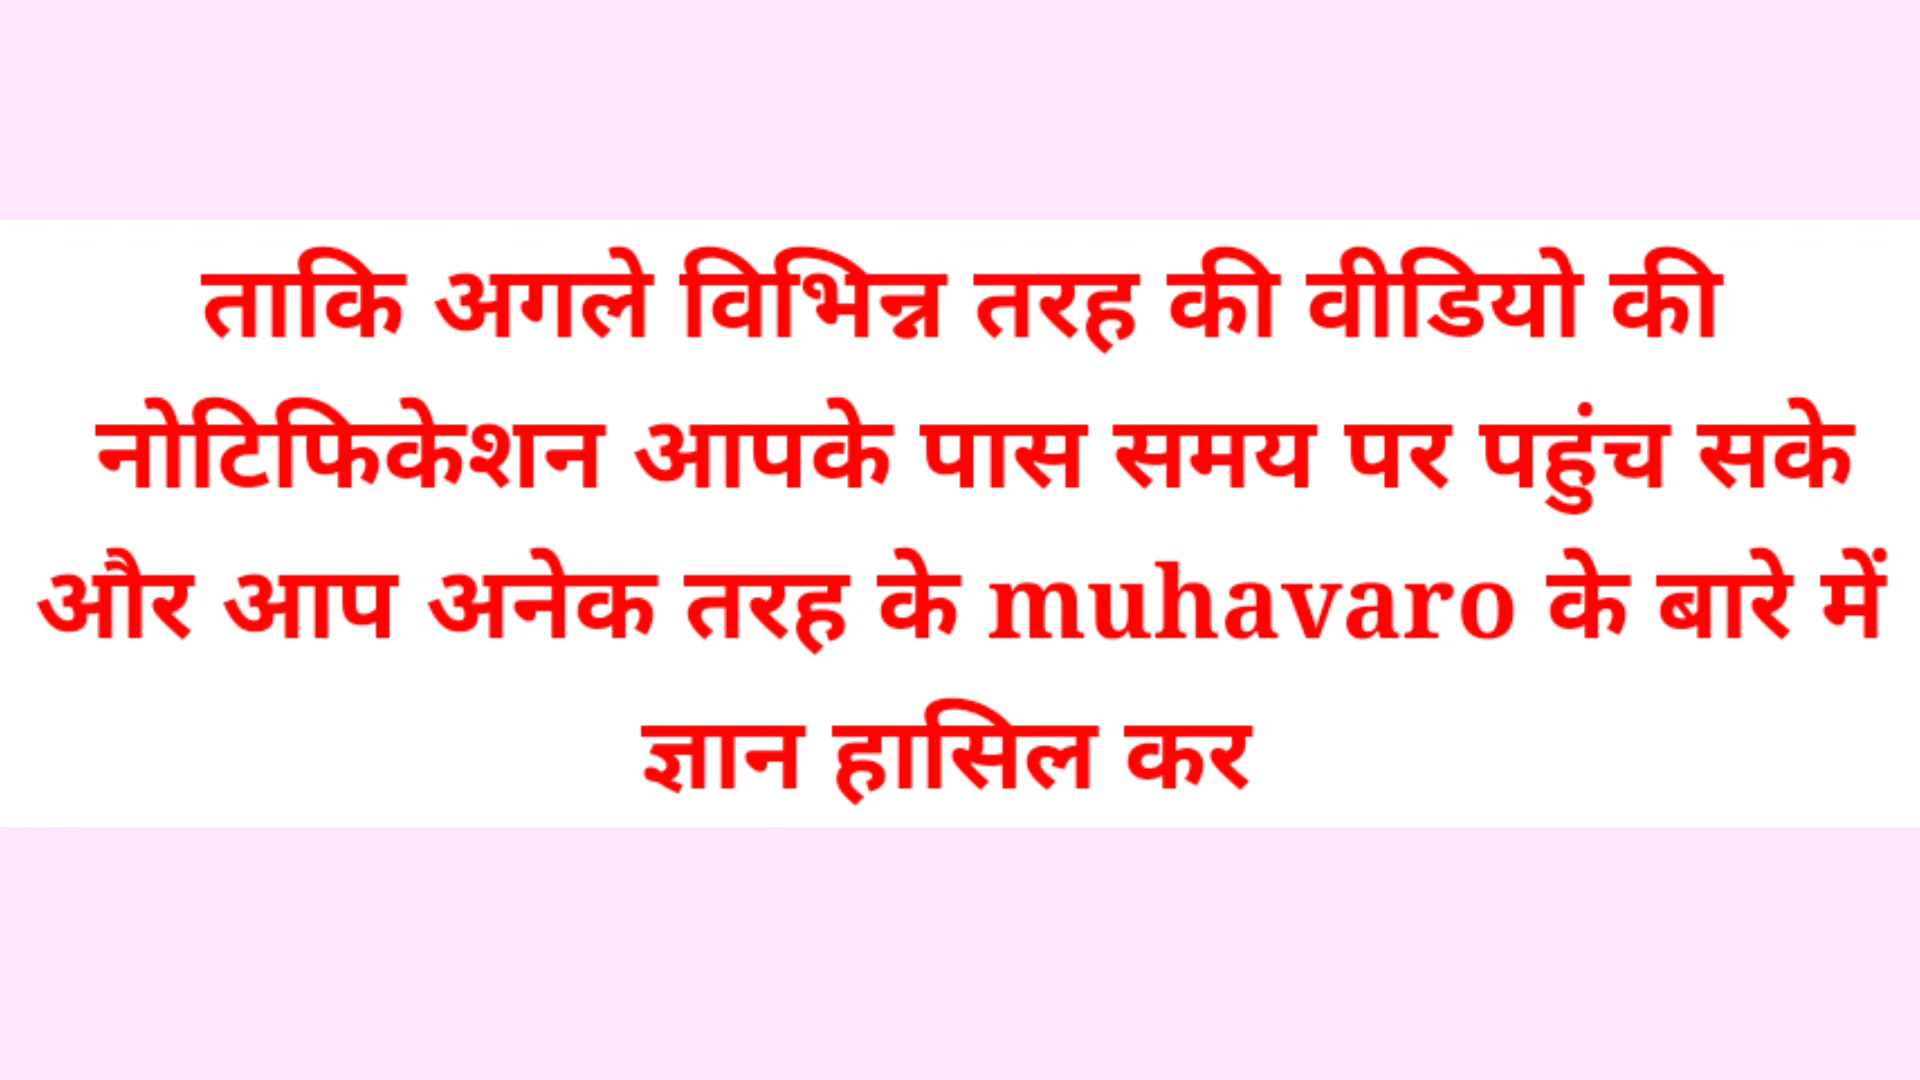 ताकि अगले विभिन्न तरह की वीडियो की
नोटिफिकेशन आपके पास समय पर पहुंच सके
और आप अनेक तरह के muhavaro के बारे में
ज्ञान हासिल कर